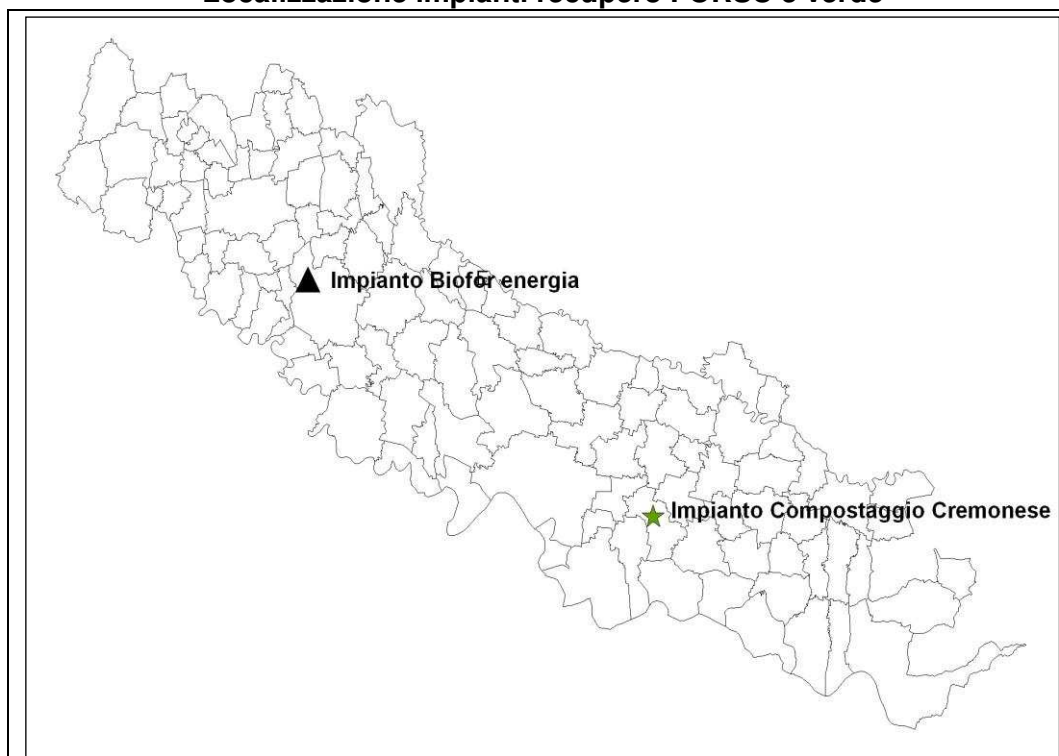 Localizzazione impianti recupero FORSU e verde
Impianto Biofor energia
Impianto Compostaggio Cremonese